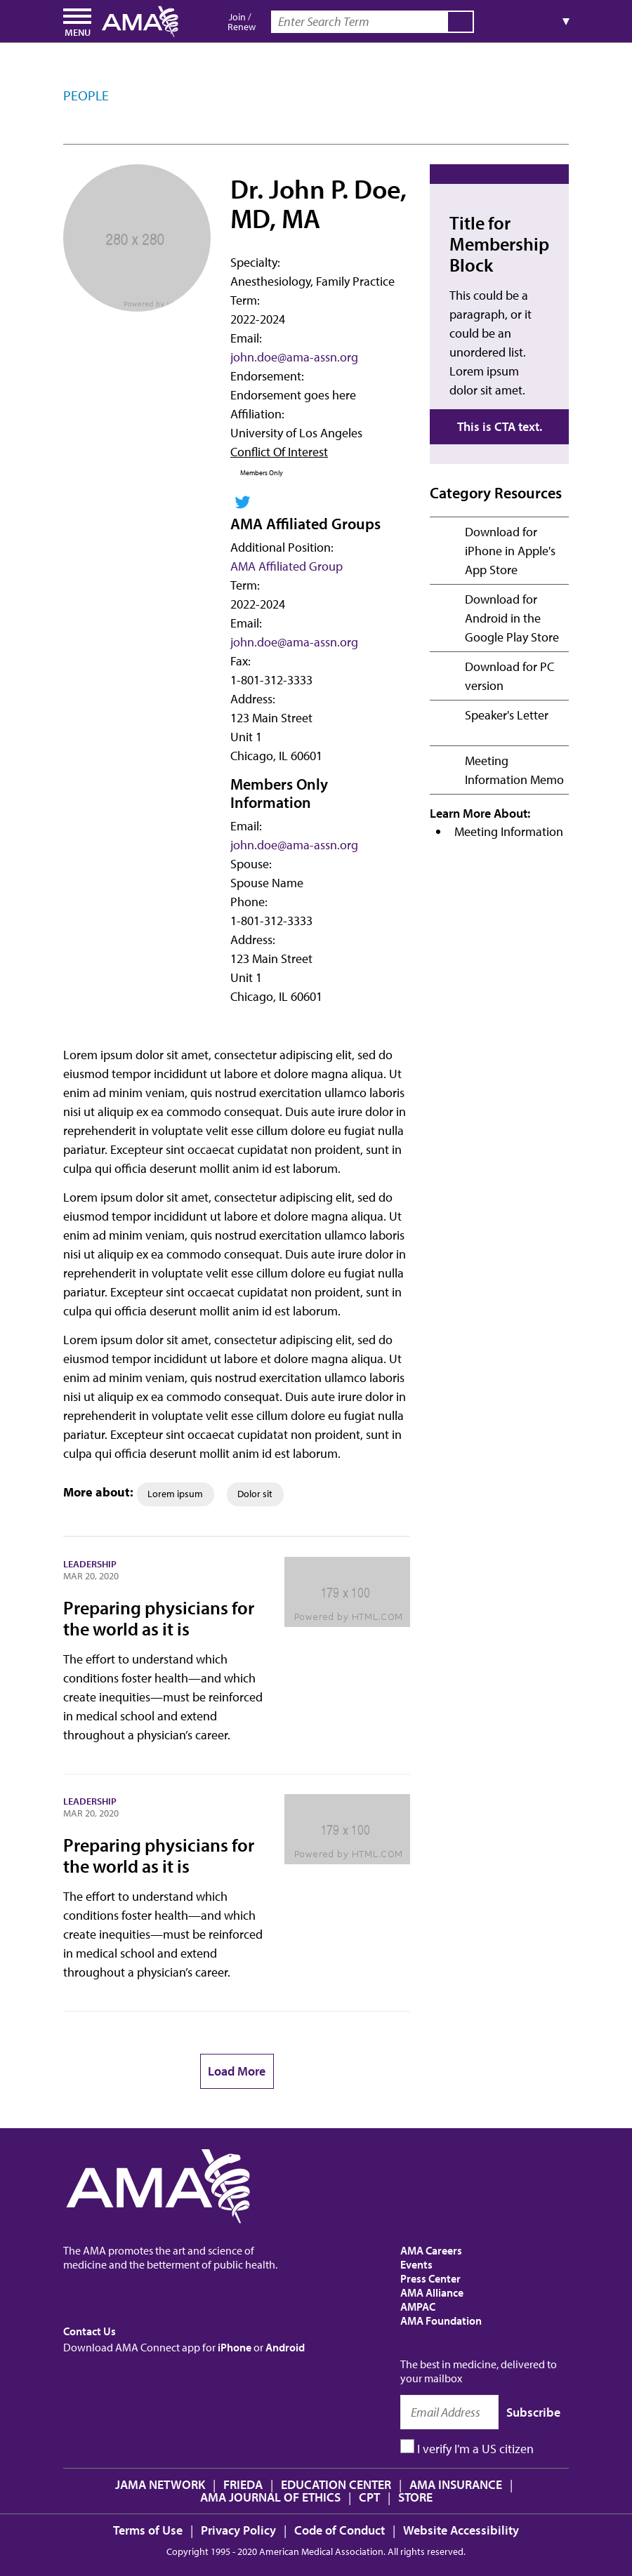 MENU
AMA
Join /
Renew
Enter Search Term
PEOPLE
280 x 280
Powered by
Dr. John P. Doe,
MD, MA
Specialty:
Anesthesiology, Family Practice
Term:
2022-2024
Email:
john.doe@ama-assn.org
Endorsement:
Endorsement goes here
Affiliation:
University of Los Angeles
Conflict Of Interest
Members Only
AMA Affiliated Groups
Additional Position:
AMA Affiliated Group
Term:
2022-2024
Email:
john.doe@ama-assn.org
Fax:
1-801-312-3333
Address:
123 Main Street
Unit 1
Chicago, IL 60601
Members Only
Information
Email:
john.doe@ama-assn.org
Spouse:
Spouse Name
Phone:
1-801-312-3333
Address:
123 Main Street
Unit 1
Chicago, IL 60601
Title for
Membership
Block
This could be a
paragraph, or it
could be an
unordered list.
Lorem ipsum
dolor sit amet.
This is CTA text.
Category Resources
Download for
iPhone in Apple's
App Store
Download for
Android in the
Google Play Store
Download for PC
version
Speaker's Letter
Meeting
Information Memo
Learn More About:
• Meeting Information
Lorem ipsum dolor sit amet, consectetur adipiscing elit, sed do
eiusmod tempor incididunt ut labore et dolore magna aliqua. Ut
enim ad minim veniam, quis nostrud exercitation ullamco laboris
nisi ut aliquip ex ea commodo consequat. Duis aute irure dolor in
reprehenderit in voluptate velit esse cillum dolore eu fugiat nulla
pariatur. Excepteur sint occaecat cupidatat non proident, sunt in
culpa qui officia deserunt mollit anim id est laborum.
Lorem ipsum dolor sit amet, consectetur adipiscing elit, sed do
eiusmod tempor incididunt ut labore et dolore magna aliqua. Ut
enim ad minim veniam, quis nostrud exercitation ullamco laboris
nisi ut aliquip ex ea commodo consequat. Duis aute irure dolor in
reprehenderit in voluptate velit esse cillum dolore eu fugiat nulla
pariatur. Excepteur sint occaecat cupidatat non proident, sunt in
culpa qui officia deserunt mollit anim id est laborum.
Lorem ipsum dolor sit amet, consectetur adipiscing elit, sed do
eiusmod tempor incididunt ut labore et dolore magna aliqua. Ut
enim ad minim veniam, quis nostrud exercitation ullamco laboris
nisi ut aliquip ex ea commodo consequat. Duis aute irure dolor in
reprehenderit in voluptate velit esse cillum dolore eu fugiat nulla
pariatur. Excepteur sint occaecat cupidatat non proident, sunt in
culpa qui officia deserunt mollit anim id est laborum.
More about: Lorem ipsum Dolor sit
LEADERSHIP
MAR 20, 2020
Preparing physicians for
the world as it is
The effort to understand which
conditions foster health—and which
create inequities—must be reinforced
in medical school and extend
throughout a physician’s career.
179 x 100
Powered by HTML.COM
LEADERSHIP
MAR 20, 2020
Preparing physicians for
the world as it is
The effort to understand which
conditions foster health—and which
create inequities—must be reinforced
in medical school and extend
throughout a physician’s career.
179 x 100
Powered by HTML.COM
Load More
AMA
The AMA promotes the art and science of
medicine and the betterment of public health.
Contact Us
Download AMA Connect app for iPhone or Android
AMA Careers
Events
Press Center
AMA Alliance
AMPAC
AMA Foundation
The best in medicine, delivered to
your mailbox
Email Address Subscribe
I verify I'm a US citizen
JAMA NETWORK | FRIEDA | EDUCATION CENTER | AMA INSURANCE |
AMA JOURNAL OF ETHICS | CPT | STORE
Terms of Use | Privacy Policy | Code of Conduct | Website Accessibility
Copyright 1995 - 2020 American Medical Association. All rights reserved.